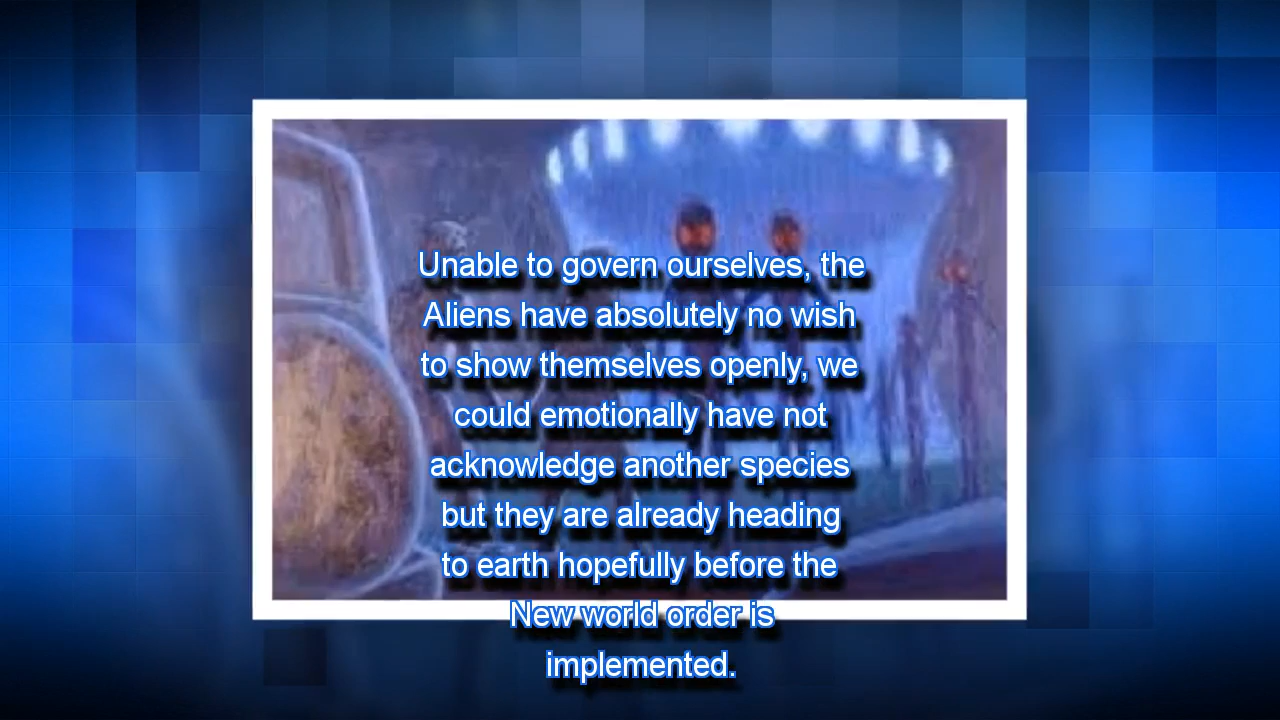 Unable to govern ourselves, the
Aliens have absolutely no wish
to show themselves openly, we
could emotionally have not
acknowledge another species
but they are already heading
to earth hopefully before the
New world order is
implemented.